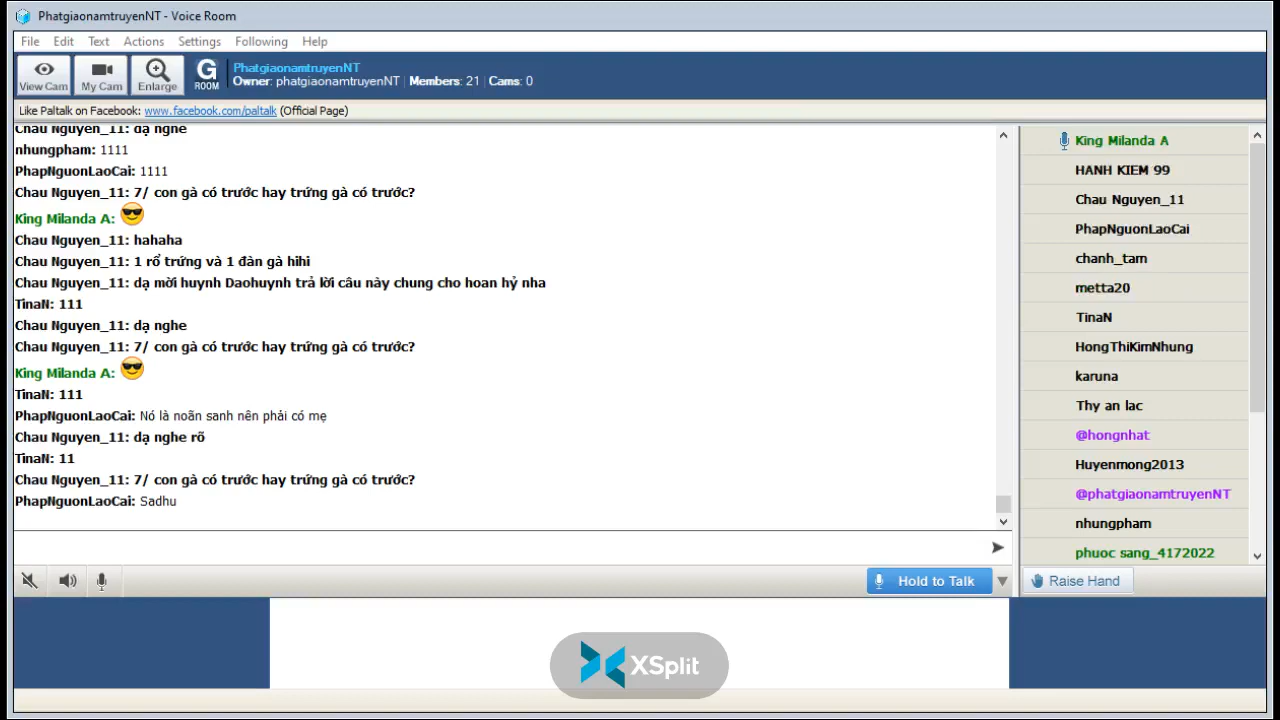 PhatgiaonamtruyenNT - Voice Room
File Edit Text Actions Settings Following Help
View Cam
My Cam
Enlarge
G ROOM
PhatgiaonamtruyenNT
Owner: phatgiaonamtruyenNT | Members: 21 | Cams: 0
Like Paltalk on Facebook: www.facebook.com/paltalk (Official Page)
Chau Nguyen_11: dạ nghe
nhungpham: 1111
PhapNguonLaoCai: 1111
Chau Nguyen_11: 7/ con gà có trước hay trứng gà có trước?
King Milanda A:
Chau Nguyen_11: hahaha
Chau Nguyen_11: 1 rổ trứng và 1 đàn gà hihi
Chau Nguyen_11: dạ mời huynh Daohuynh trả lời câu này chung cho hoan hỷ nha
TinaN: 111
Chau Nguyen_11: dạ nghe
Chau Nguyen_11: 7/ con gà có trước hay trứng gà có trước?
King Milanda A:
TinaN: 111
PhapNguonLaoCai: Nó là noãn sanh nên phải có mẹ
Chau Nguyen_11: dạ nghe rõ
TinaN: 11
Chau Nguyen_11: 7/ con gà có trước hay trứng gà có trước?
PhapNguonLaoCai: Sadhu
King Milanda A
HANH KIEM 99
Chau Nguyen_11
PhapNguonLaoCai
chanh_tam
metta20
TinaN
HongThiKimNhung
karuna
Thy an lac
@hongnhat
Huyenmong2013
@phatgiaonamtruyenNT
nhungpham
phuoc sang_4172022
Hold to Talk
Raise Hand
XSplit